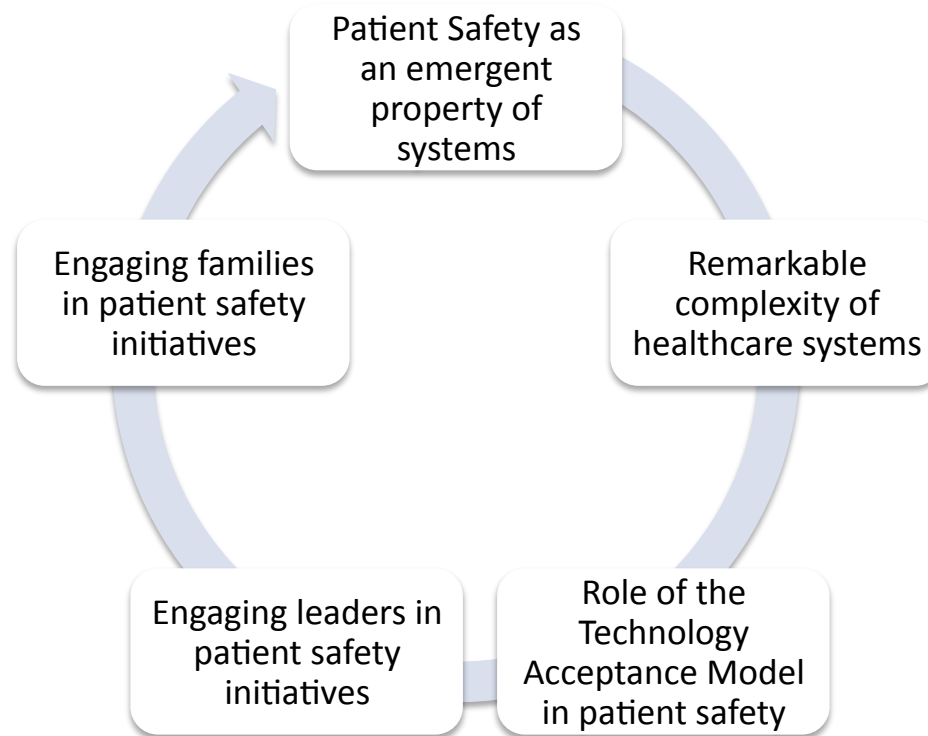 Patient Safety as
an emergent
property of
systems
Remarkable
complexity of
healthcare systems
Role of the
Technology
Acceptance Model
in patient safety
Engaging leaders in
patient safety
initiatives
Engaging families
in patient safety
initiatives